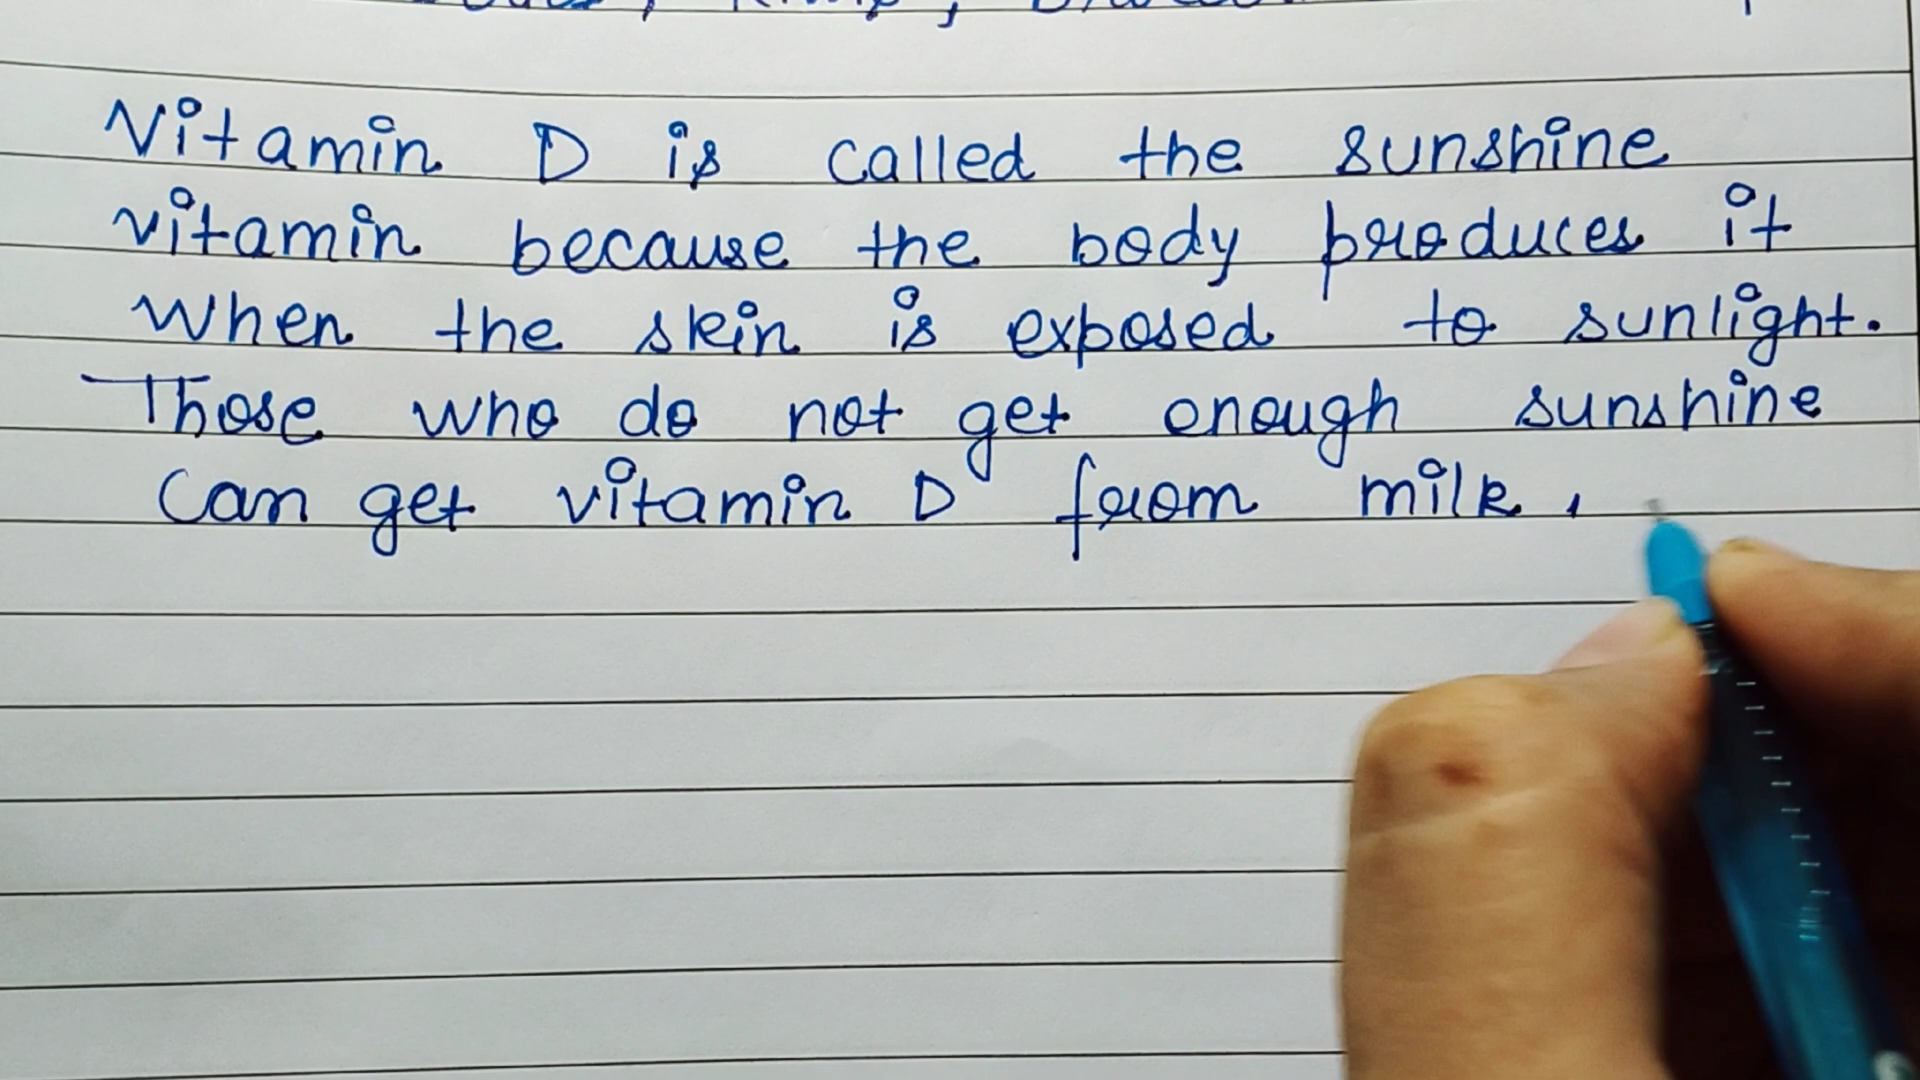 Vitamin D is called the sunshine
vitamin because the body produces it
when the skin is exposed to sunlight.
Those who do not get enough sunshine
can get vitamin D from milk,